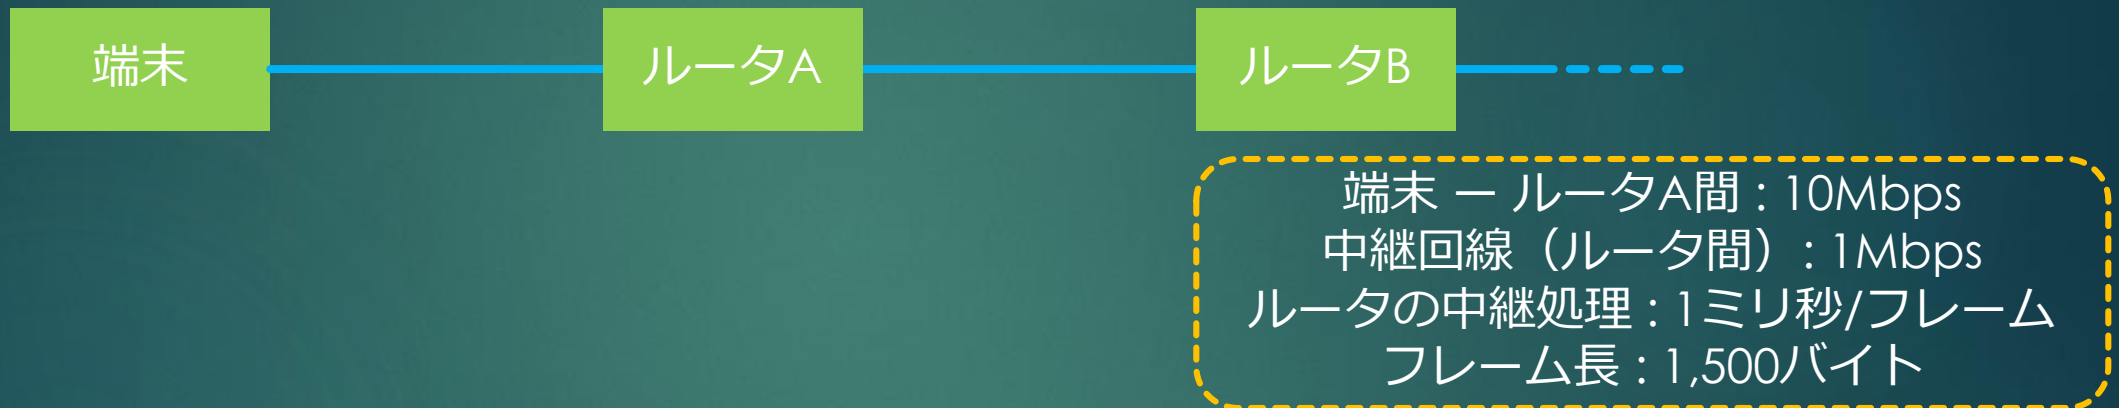 端末
ルータA
ルータB
端末 ー ルータA間 : 10Mbps
中継回線（ルータ間）: 1Mbps
ルータの中継処理 : 1ミリ秒/フレーム
フレーム長 : 1,500バイト